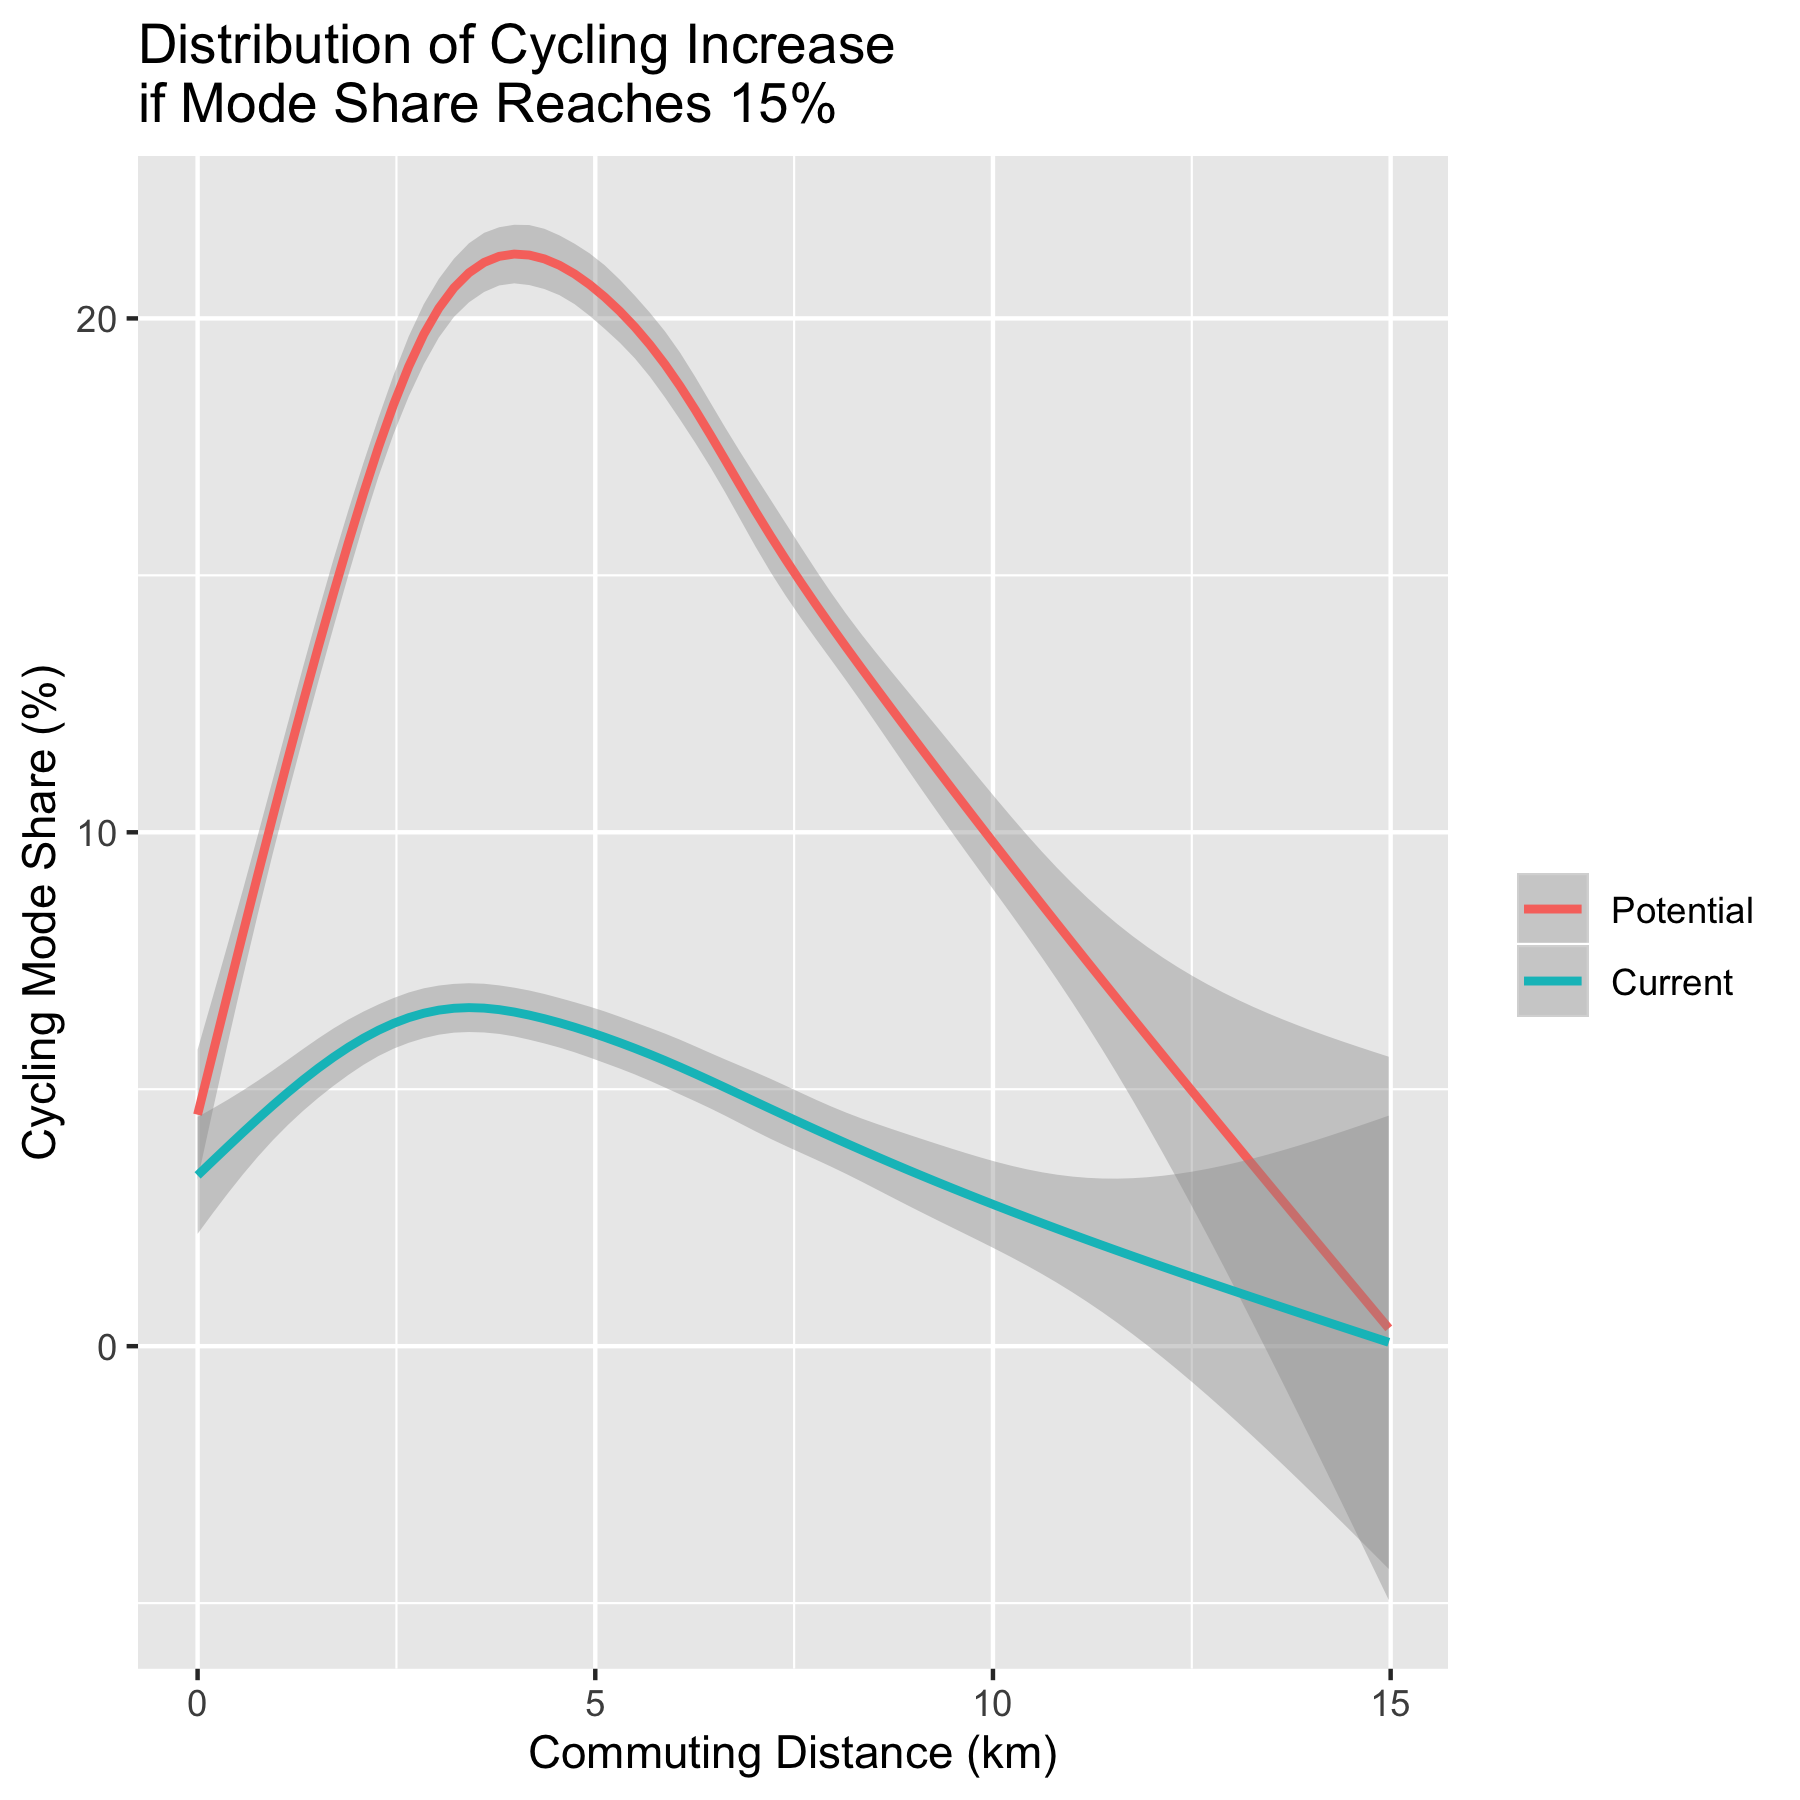 Distribution of Cycling Increase
if Mode Share Reaches 15%
Cycling Mode Share (%)
20
10
0
0
5
10
15
Commuting Distance (km)
Potential
Current